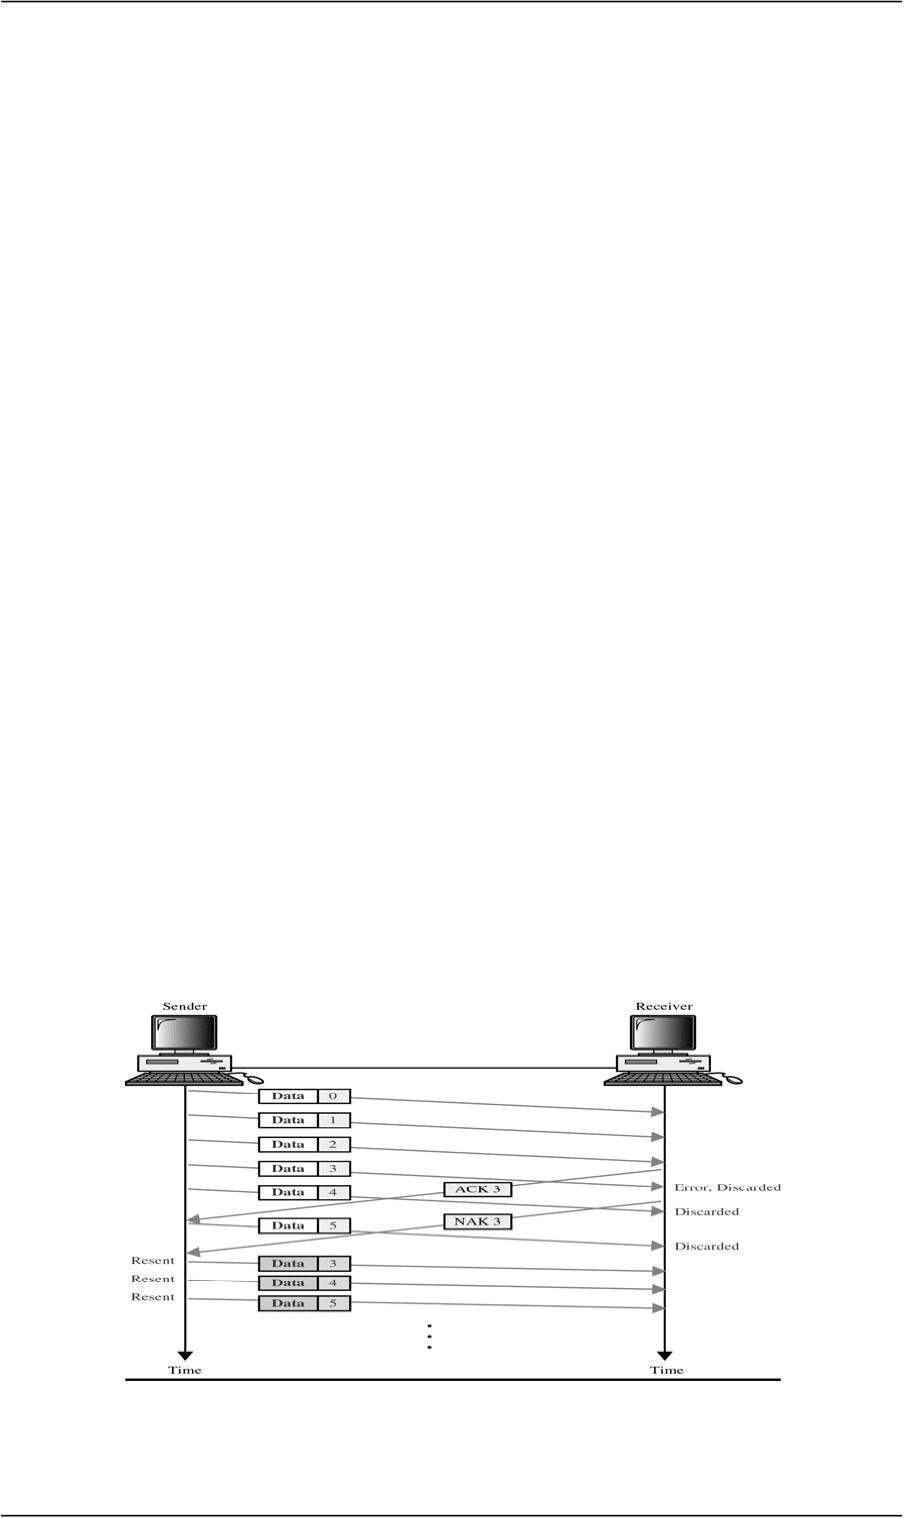 Sender Receiver
Data 0
Data 1
Data 2
Data 3
ACK 3 Error, Discarded
Data 4
Discarded
Data 5 NAK 3
Discarded
Resent Data 3
Resent Data 4
Resent Data 5
Time Time